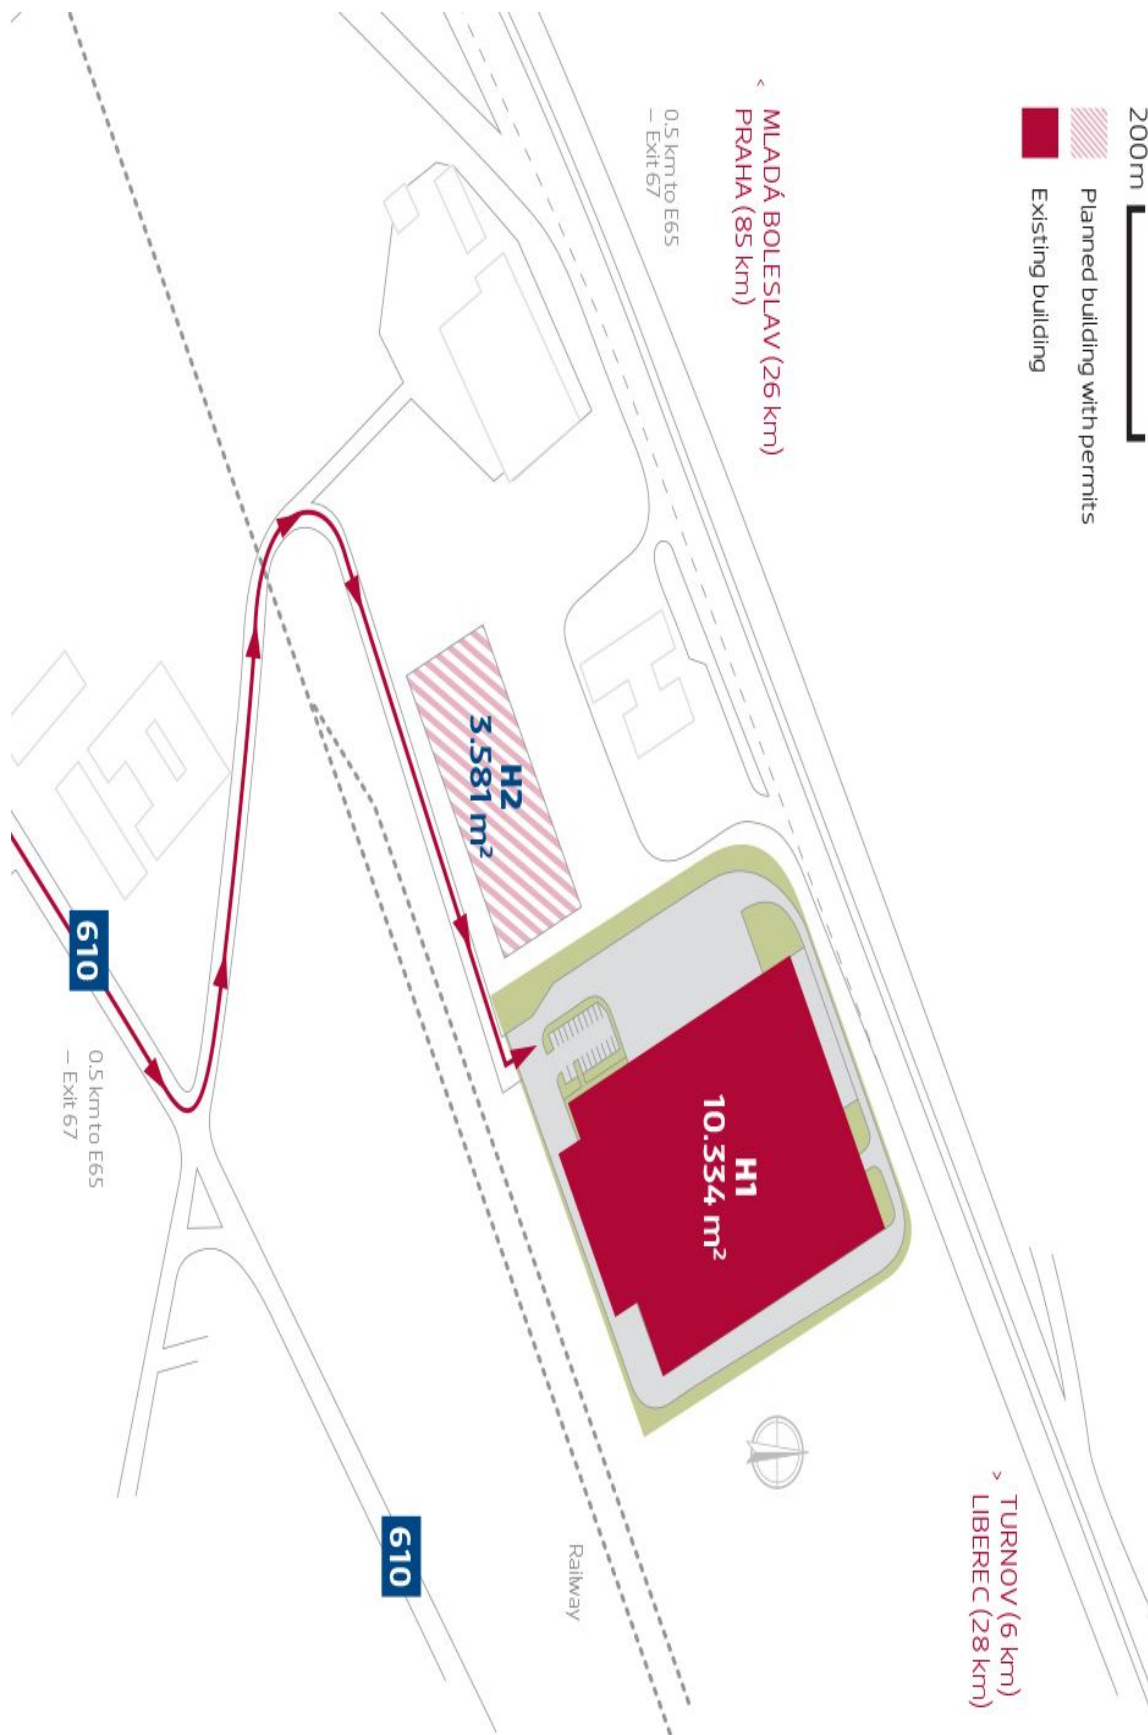 200m
Planned building with permits
Existing building
< MLADÁ BOLESLAV (26 km)
PRAHA (85 km)
0.5 km to E65
– Exit 67
> TURNOV (6 km)
LIBEREC (28 km)
H1
10.334 m²
H2
3.581 m²
Railway
610
610
0.5 km to E65
– Exit 67